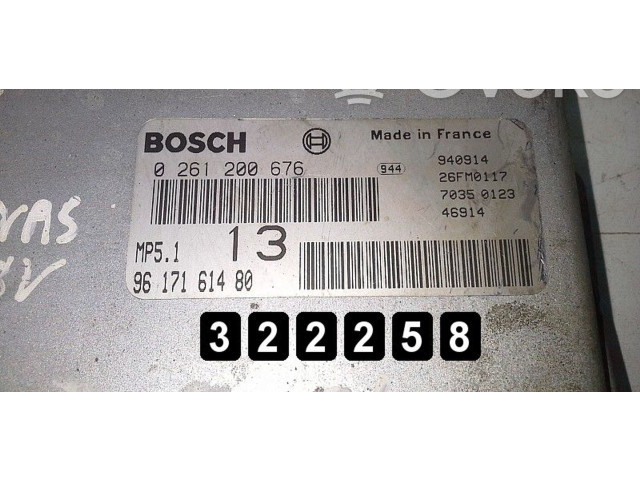 BOSCH
Made in France
0 261 200 676
944
940914
26FM0117
7035 0123
46914
MP5.1
13
96 171 614 80
322258